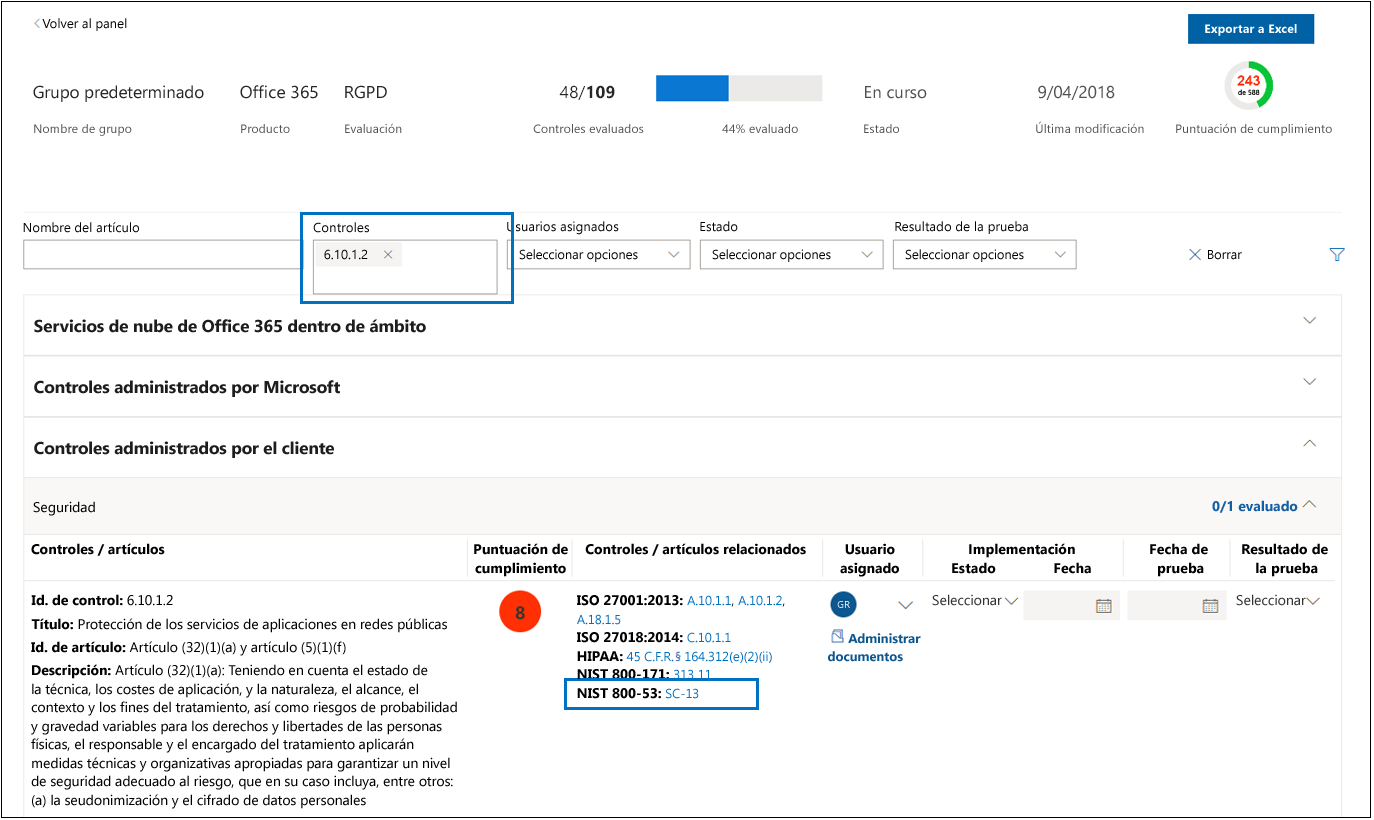 Volver al panel
Exportar a Excel
Grupo predeterminado Office 365 RGPD 48/109 En curso 9/04/2018 243 de 588
Nombre de grupo Producto Evaluación Controles evaluados 44% evaluado Estado Última modificación Puntuación de cumplimiento
Nombre del artículo Controles Usuarios asignados Estado Resultado de la prueba
6.10.1.2 Seleccionar opciones Seleccionar opciones Seleccionar opciones Borrar
Servicios de nube de Office 365 dentro de ámbito
Controles administrados por Microsoft
Controles administrados por el cliente
Seguridad 0/1 evaluado
Controles / artículos Puntuación de cumplimiento Controles / artículos relacionados Usuario asignado Implementación Estado Fecha Fecha de prueba Resultado de la prueba
Id. de control: 6.10.1.2
Título: Protección de los servicios de aplicaciones en redes públicas
Id. de artículo: Artículo (32)(1)(a) y artículo (5)(1)(f)
Descripción: Artículo (32)(1)(a): Teniendo en cuenta el estado de
la técnica, los costes de aplicación, y la naturaleza, el alcance, el
contexto y los fines del tratamiento, así como riesgos de probabilidad
y gravedad variables para los derechos y libertades de las personas
físicas, el responsable y el encargado del tratamiento aplicarán
medidas técnicas y organizativas apropiadas para garantizar un nivel
de seguridad adecuado al riesgo, que en su caso incluya, entre otros:
(a) la seudonimización y el cifrado de datos personales
8
ISO 27001:2013: A.10.1.1, A.10.1.2,
A.18.1.5
ISO 27018:2014: C.10.1.1
HIPAA: 45 C.F.R.§ 164.312(e)(2)(ii)
NIST 800-171: 313.11
NIST 800-53: SC-13
GR
Administrar
documentos
Seleccionar
Seleccionar